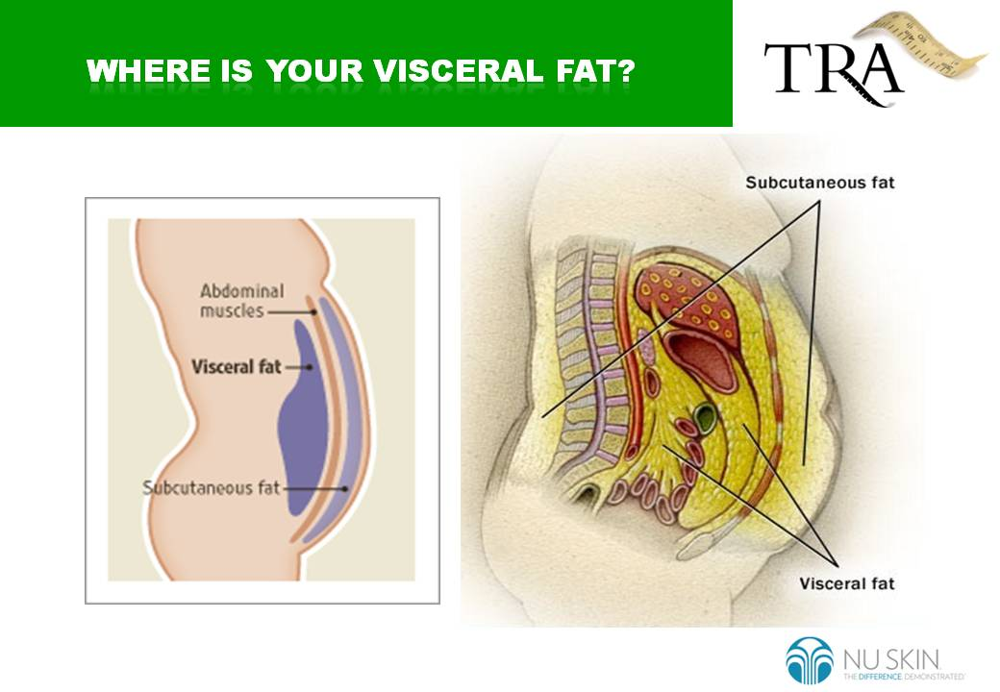 WHERE IS YOUR VISCERAL FAT?
TRA
Abdominal
muscles
Visceral fat
Subcutaneous fat
Subcutaneous fat
Visceral fat
NU SKIN
THE DIFFERENCE. DEMONSTRATED.